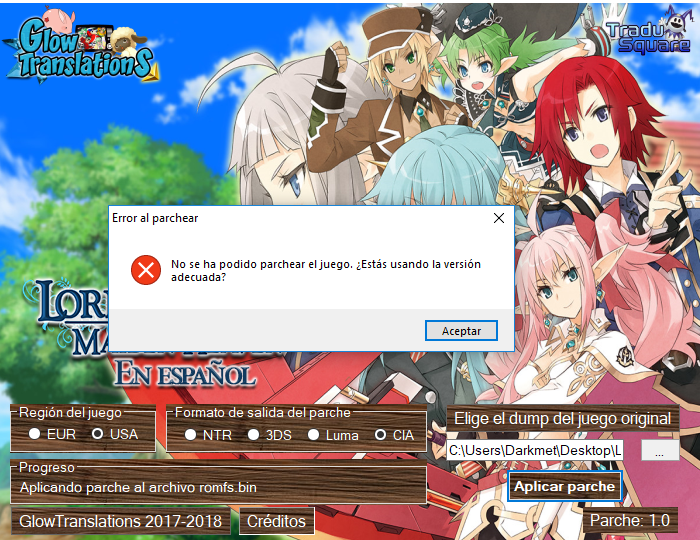 Glow
Translations
Tradu
Square
Error al parchear
No se ha podido parchear el juego. ¿Estás usando la versión
adecuada?
Aceptar
LOR
MA
EN ESPAÑOL
Región del juego
EUR
USA
Formato de salida del parche
NTR
3DS
Luma
CIA
Elige el dump del juego original
C:\Users\Darkmet\Desktop\L
...
Progreso
Aplicando parche al archivo romfs.bin
Aplicar parche
GlowTranslations 2017-2018
Créditos
Parche: 1.0